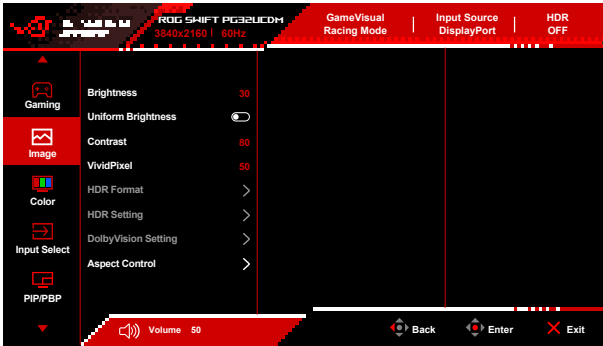 ROG SWIFT PG32UCDM
3840x2160 60Hz
GameVisual
Racing Mode
Input Source
DisplayPort
HDR
OFF
Gaming
Image
Color
Input Select
PIP/PBP
Brightness 30
Uniform Brightness
Contrast 80
VividPixel 50
HDR Format
HDR Setting
DolbyVision Setting
Aspect Control
Volume 50
Back
Enter
Exit